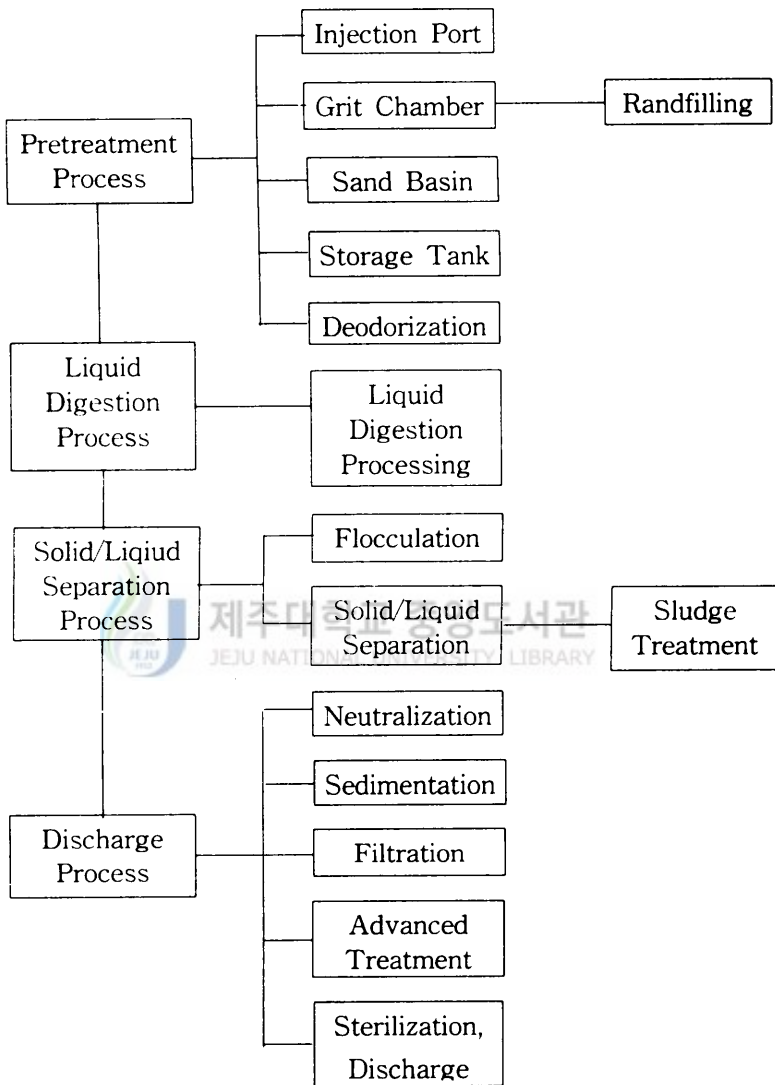 Injection Port
Grit Chamber
Randfilling
Pretreatment
Process
Sand Basin
Storage Tank
Deodorization
Liquid
Digestion
Process
Liquid
Digestion
Processing
Solid/Liqiud
Separation
Process
Flocculation
Solid/Liquid
Separation
Sludge
Treatment
제주대학교 중앙도서관
JEJU NATIONAL UNIVERSITY LIBRARY
JEJU
1952
Neutralization
Sedimentation
Discharge
Process
Filtration
Advanced
Treatment
Sterilization,
Discharge